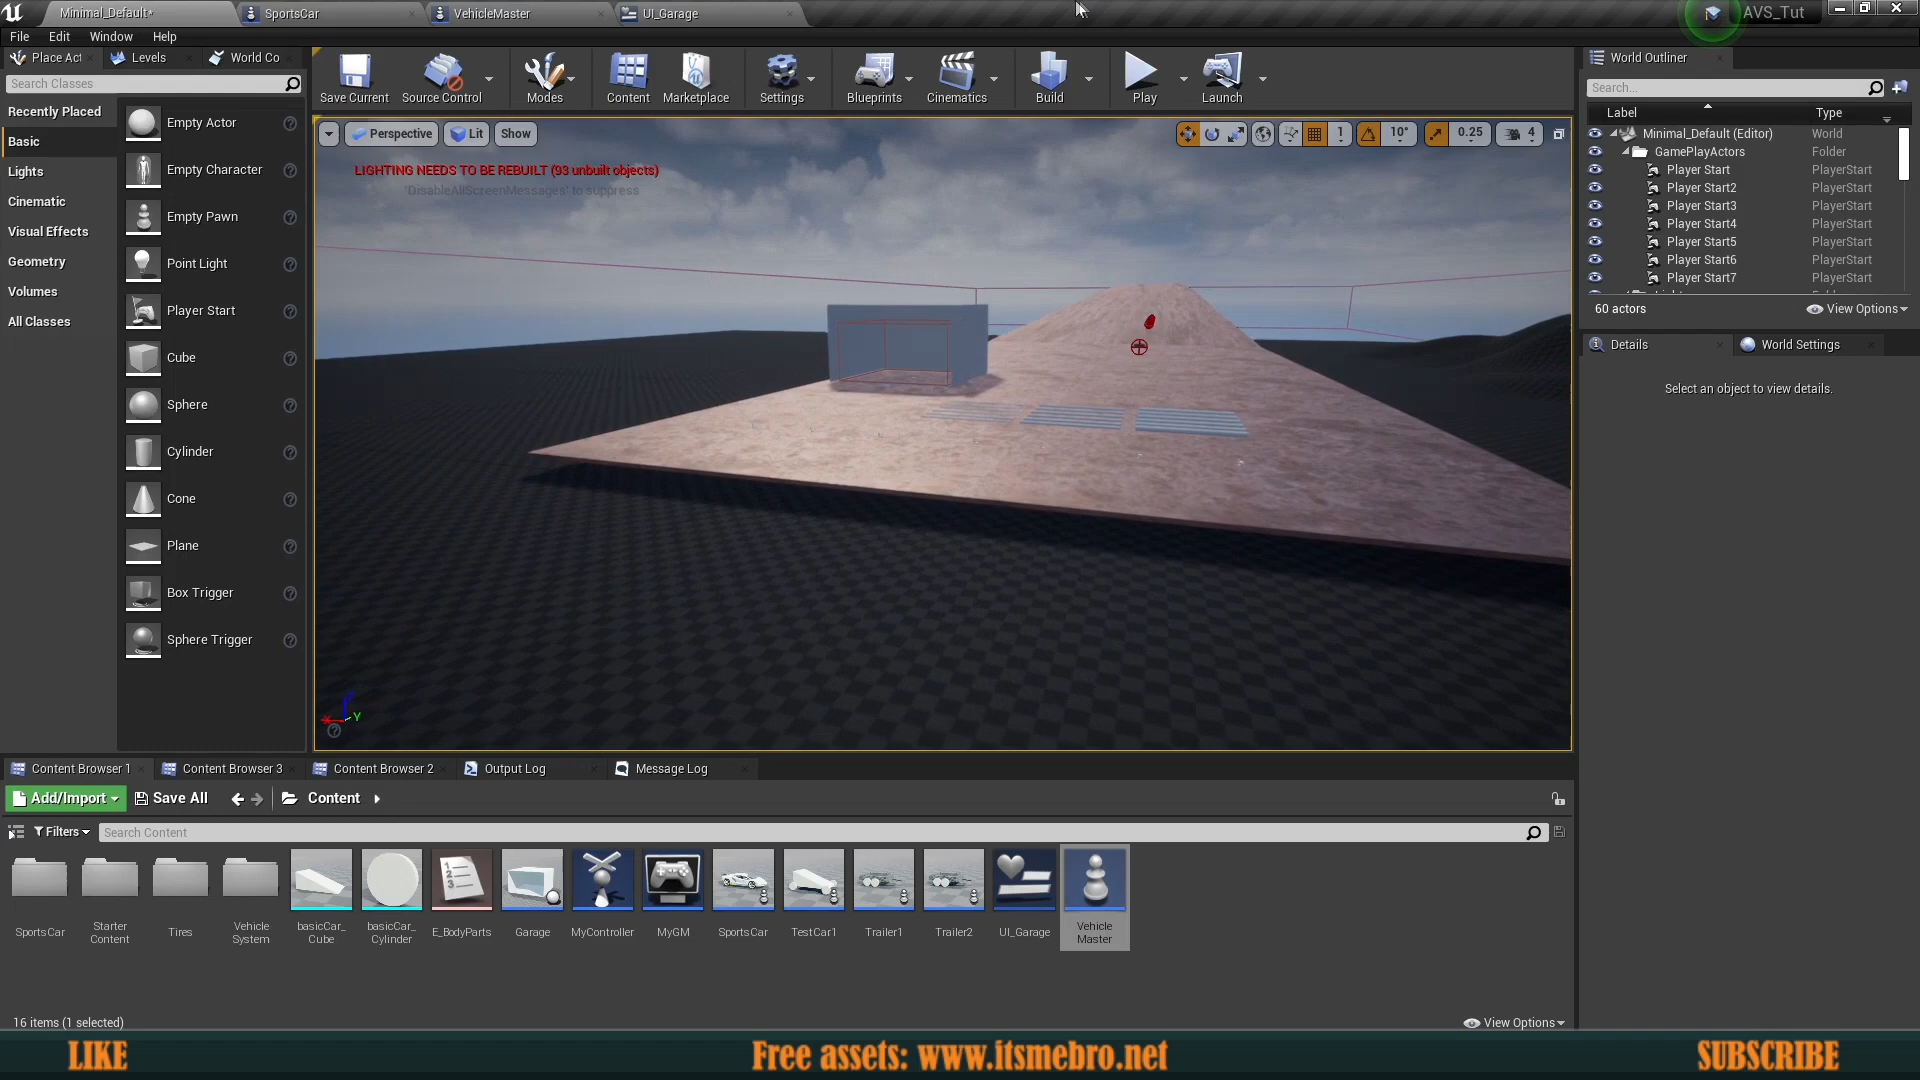 Minimal_Default*
SportsCar
VehicleMaster
UI_Garage
AVS_Tut
File Edit Window Help
Place Act
Levels
World Co
Search Classes
Recently Placed
Basic
Lights
Cinematic
Visual Effects
Geometry
Volumes
All Classes
Empty Actor
Empty Character
Empty Pawn
Point Light
Player Start
Cube
Sphere
Cylinder
Cone
Plane
Box Trigger
Sphere Trigger
Save Current
Source Control
Modes
Content
Marketplace
Settings
Blueprints
Cinematics
Build
Play
Launch
Perspective
Lit
Show
1
10°
0.25
4
LIGHTING NEEDS TO BE REBUILT (93 unbuilt objects)
'DisableAllScreenMessages' to suppress
Y
World Outliner
Search...
Label Type
Minimal_Default (Editor) World
GamePlayActors Folder
Player Start PlayerStart
Player Start2 PlayerStart
Player Start3 PlayerStart
Player Start4 PlayerStart
Player Start5 PlayerStart
Player Start6 PlayerStart
Player Start7 PlayerStart
60 actors
View Options
Details
World Settings
Select an object to view details.
Content Browser 1
Content Browser 3
Content Browser 2
Output Log
Message Log
Add/Import
Save All
Content
Filters
Search Content
SportsCar
Starter Content
Tires
Vehicle System
basicCar_ Cube
basicCar_ Cylinder
E_BodyParts
Garage
MyController
MyGM
SportsCar
TestCar1
Trailer1
Trailer2
UI_Garage
Vehicle Master
16 items (1 selected)
View Options
LIKE
Free assets: www.itsmebro.net
SUBSCRIBE